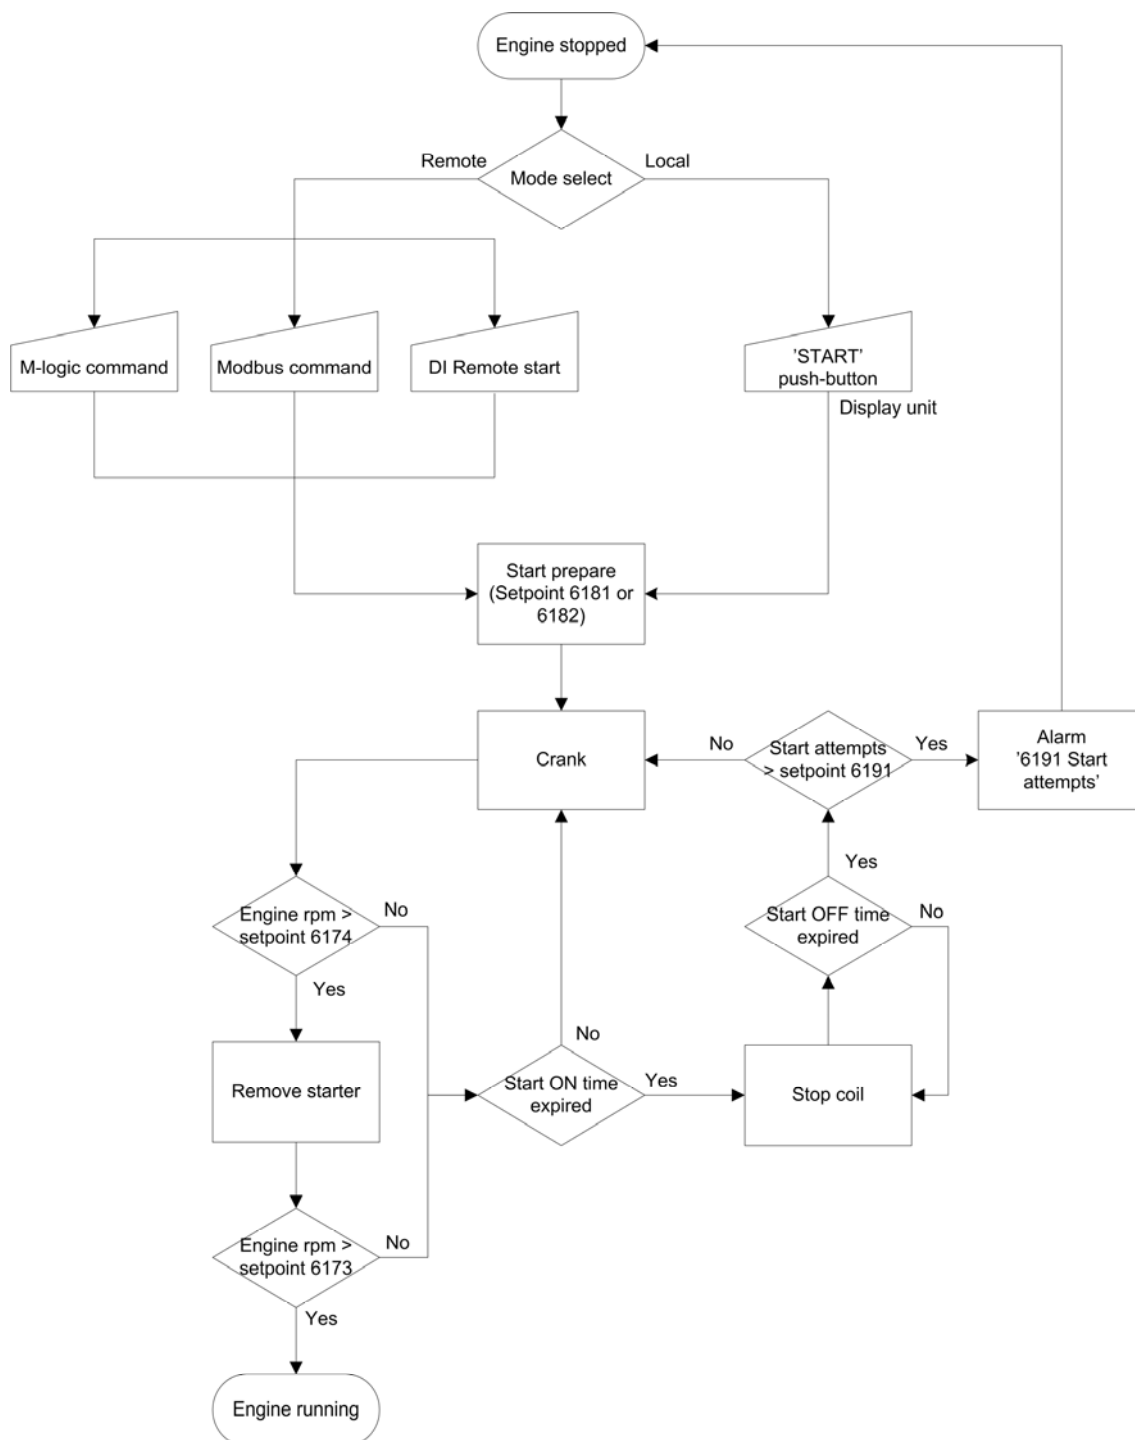 Engine stopped
Remote
Local
Mode select
M-logic command
Modbus command
DI Remote start
’START’
push-button
Display unit
Start prepare
(Setpoint 6181 or
6182)
Crank
No
Start attempts
> setpoint 6191
Yes
Alarm
’6191 Start
attempts’
Yes
Engine rpm >
setpoint 6174
No
Start OFF time
expired
No
Yes
Remove starter
No
Start ON time
expired
Yes
Stop coil
Engine rpm >
setpoint 6173
No
Yes
Engine running